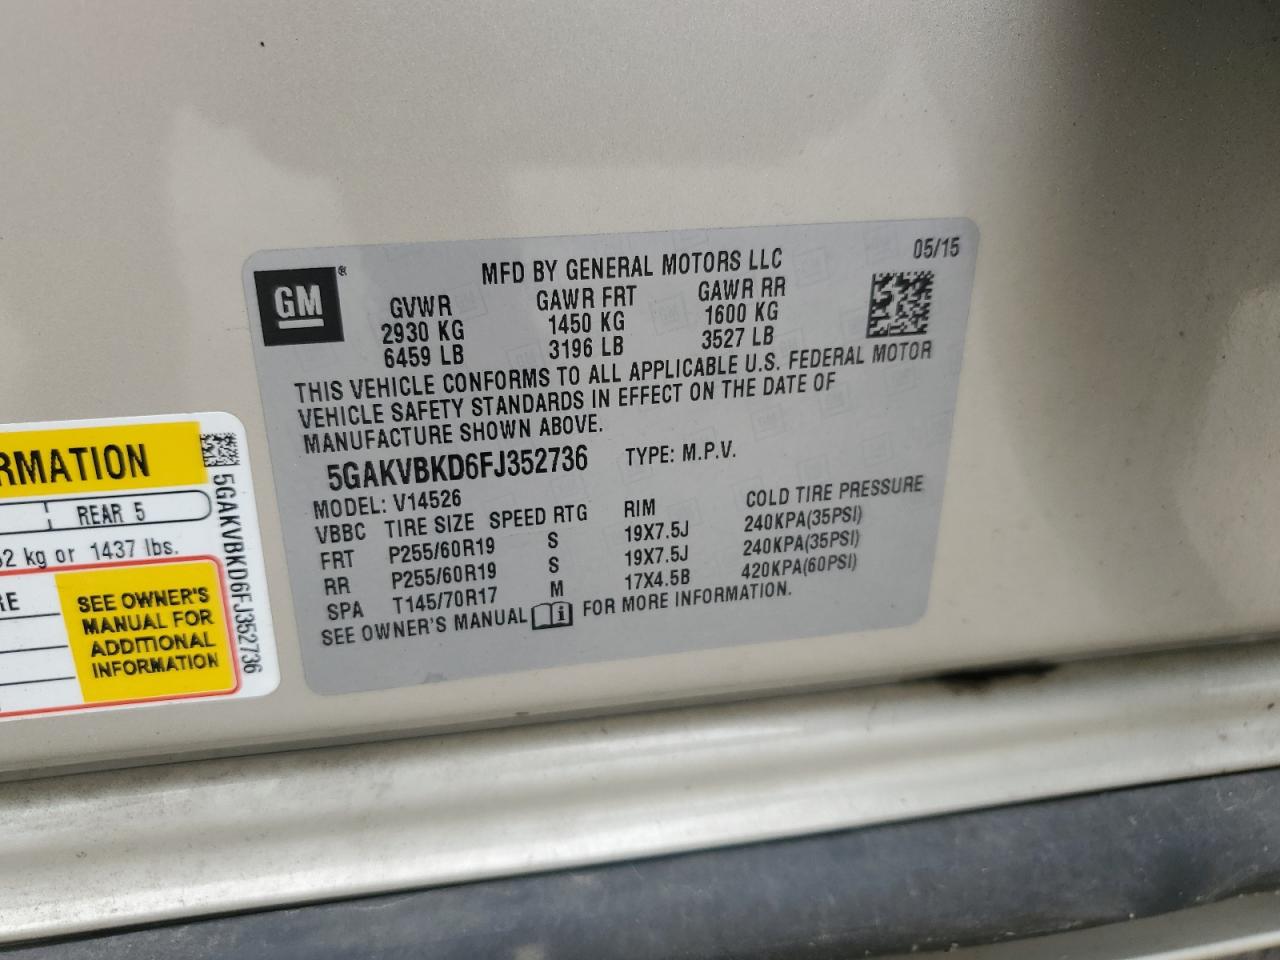 GM®
MFD BY GENERAL MOTORS LLC 05/15
GVWR GAWR FRT GAWR RR
2930 KG 1450 KG 1600 KG
6459 LB 3196 LB 3527 LB
THIS VEHICLE CONFORMS TO ALL APPLICABLE U.S. FEDERAL MOTOR
VEHICLE SAFETY STANDARDS IN EFFECT ON THE DATE OF
MANUFACTURE SHOWN ABOVE.
5GAKVBKD6FJ352736 TYPE: M.P.V.
MODEL: V14526
VBBC TIRE SIZE SPEED RTG RIM COLD TIRE PRESSURE
FRT P255/60R19 S 19X7.5J 240KPA(35PSI)
RR P255/60R19 S 19X7.5J 240KPA(35PSI)
SPA T145/70R17 M 17X4.5B 420KPA(60PSI)
SEE OWNER'S MANUAL FOR MORE INFORMATION.
RMATION
REAR 5
52 kg or 1437 lbs.
RE
SEE OWNER'S
MANUAL FOR
ADDITIONAL
INFORMATION
5GAKVBKD6FJ352736